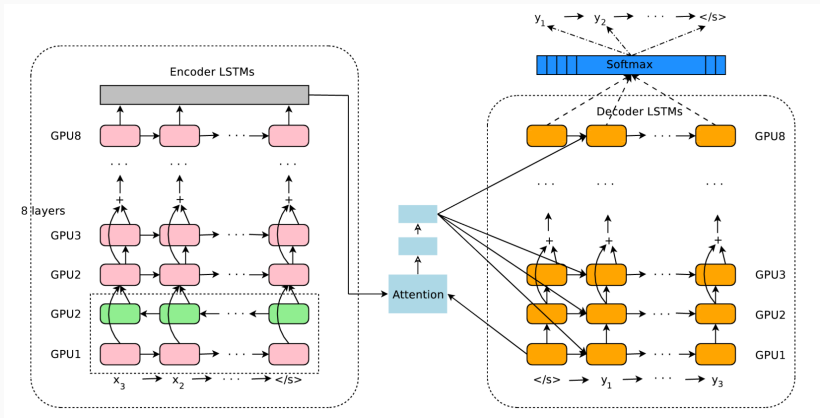 y1 y2 · · · </s>
Softmax
Encoder LSTMs
Decoder LSTMs
GPU8 · · ·
· · · GPU8
· · · · · ·
· · · · · ·
+ + +
8 layers
+ + +
GPU3 · · ·
GPU2
GPU3
Attention
GPU2 · · ·
GPU2
GPU1 · · ·
· · · GPU1
x3 x2 · · · </s>
</s> y1 · · · y3